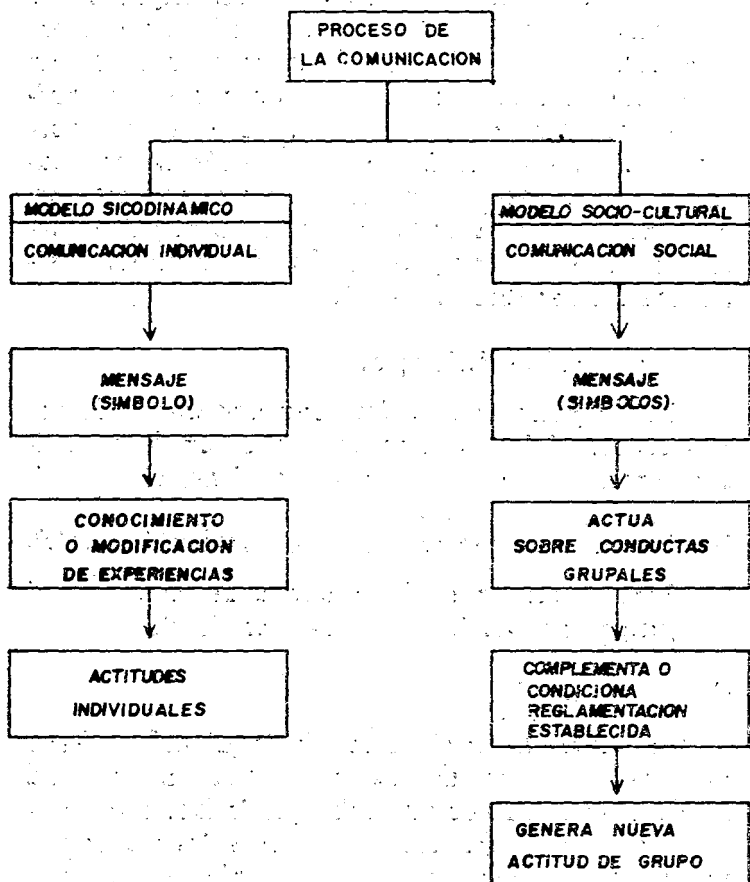 PROCESO DE
LA COMUNICACION
MODELO SICODINAMICO
COMUNICACION INDIVIDUAL
MENSAJE
(SIMBOLO)
CONOCIMIENTO
O MODIFICACION
DE EXPERIENCIAS
ACTITUDES
INDIVIDUALES
MODELO SOCIO-CULTURAL
COMUNICACION SOCIAL
MENSAJE
(SIMBOLOS)
ACTUA
SOBRE CONDUCTAS
GRUPALES
COMPLEMENTA O
CONDICIONA
REGLAMENTACION
ESTABLECIDA
GENERA NUEVA
ACTITUD DE GRUPO